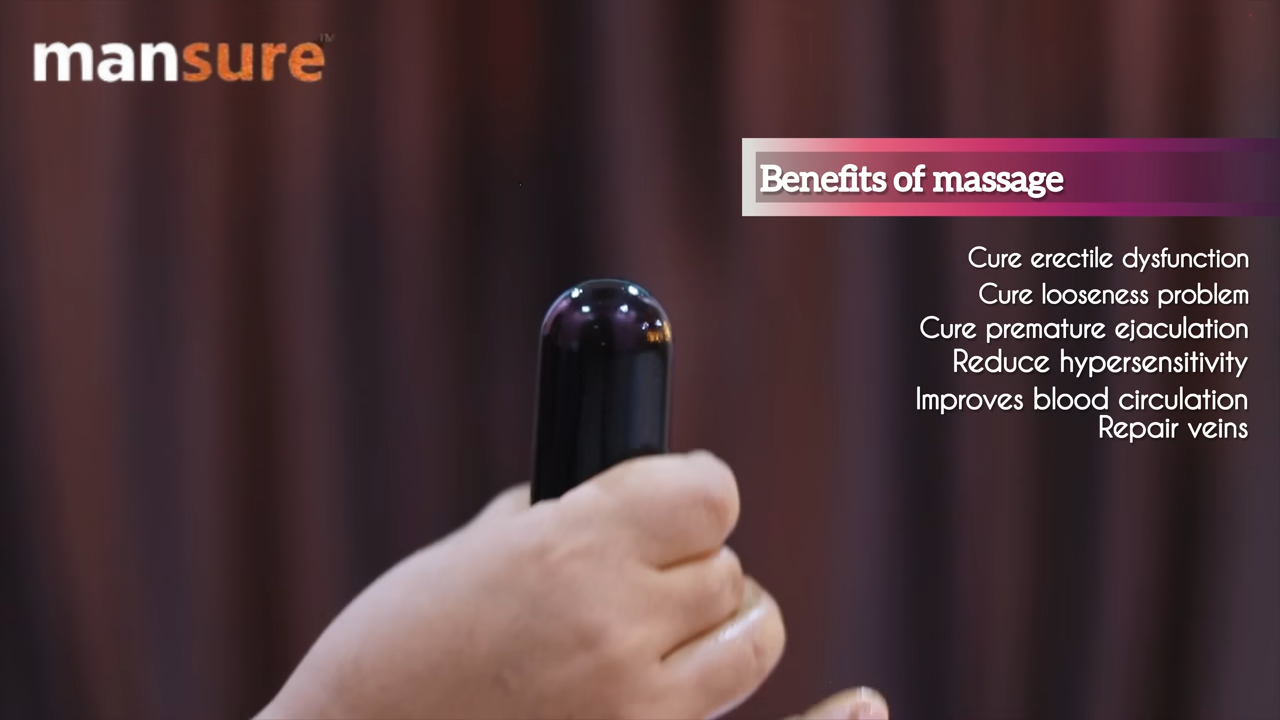 mansure™
Benefits of massage
Cure erectile dysfunction
Cure looseness problem
Cure premature ejaculation
Reduce hypersensitivity
Improves blood circulation
Repair veins